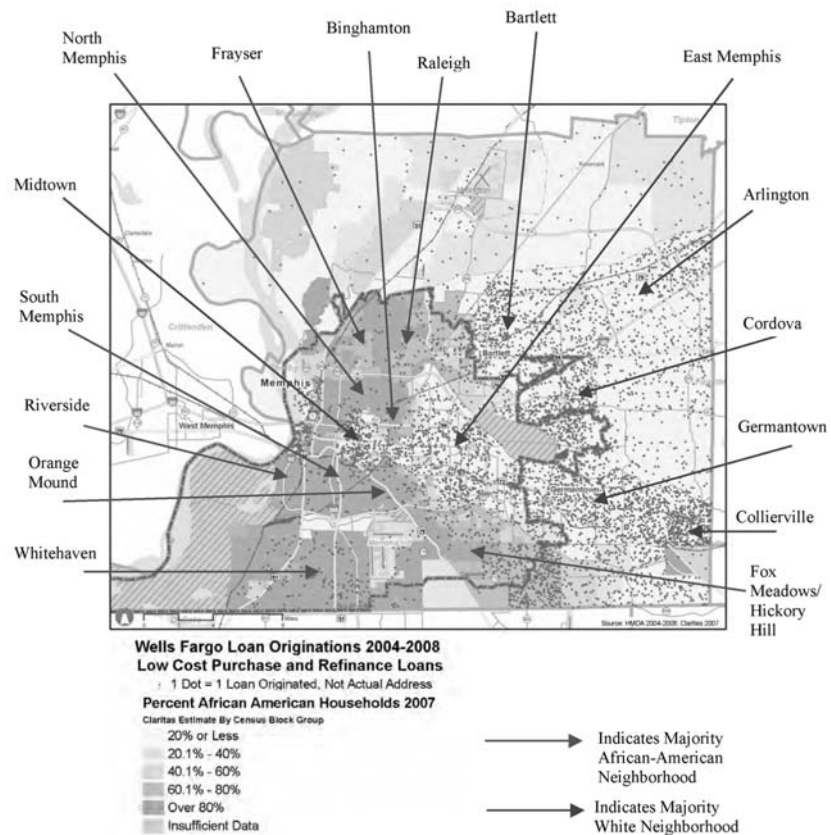 Bartlett
Binghamton
North
Memphis
Frayser
Raleigh
East Memphis
Midtown
Arlington
South
Memphis
Cordova
Riverside
Germantown
Orange
Mound
Collierville
Whitehaven
Fox
Meadows/
Hickory
Hill
Crittenden
Bartlett
Memphis
West Memphis
Source: HMDA 2004-2008, Claritas 2007
Wells Fargo Loan Originations 2004-2008
Low Cost Purchase and Refinance Loans
1 Dot = 1 Loan Originated, Not Actual Address
Percent African American Households 2007
Claritas Estimate By Census Block Group
20% or Less
20.1% - 40%
40.1% - 60%
60.1% - 80%
Over 80%
Insufficient Data
Indicates Majority
African-American
Neighborhood
Indicates Majority
White Neighborhood